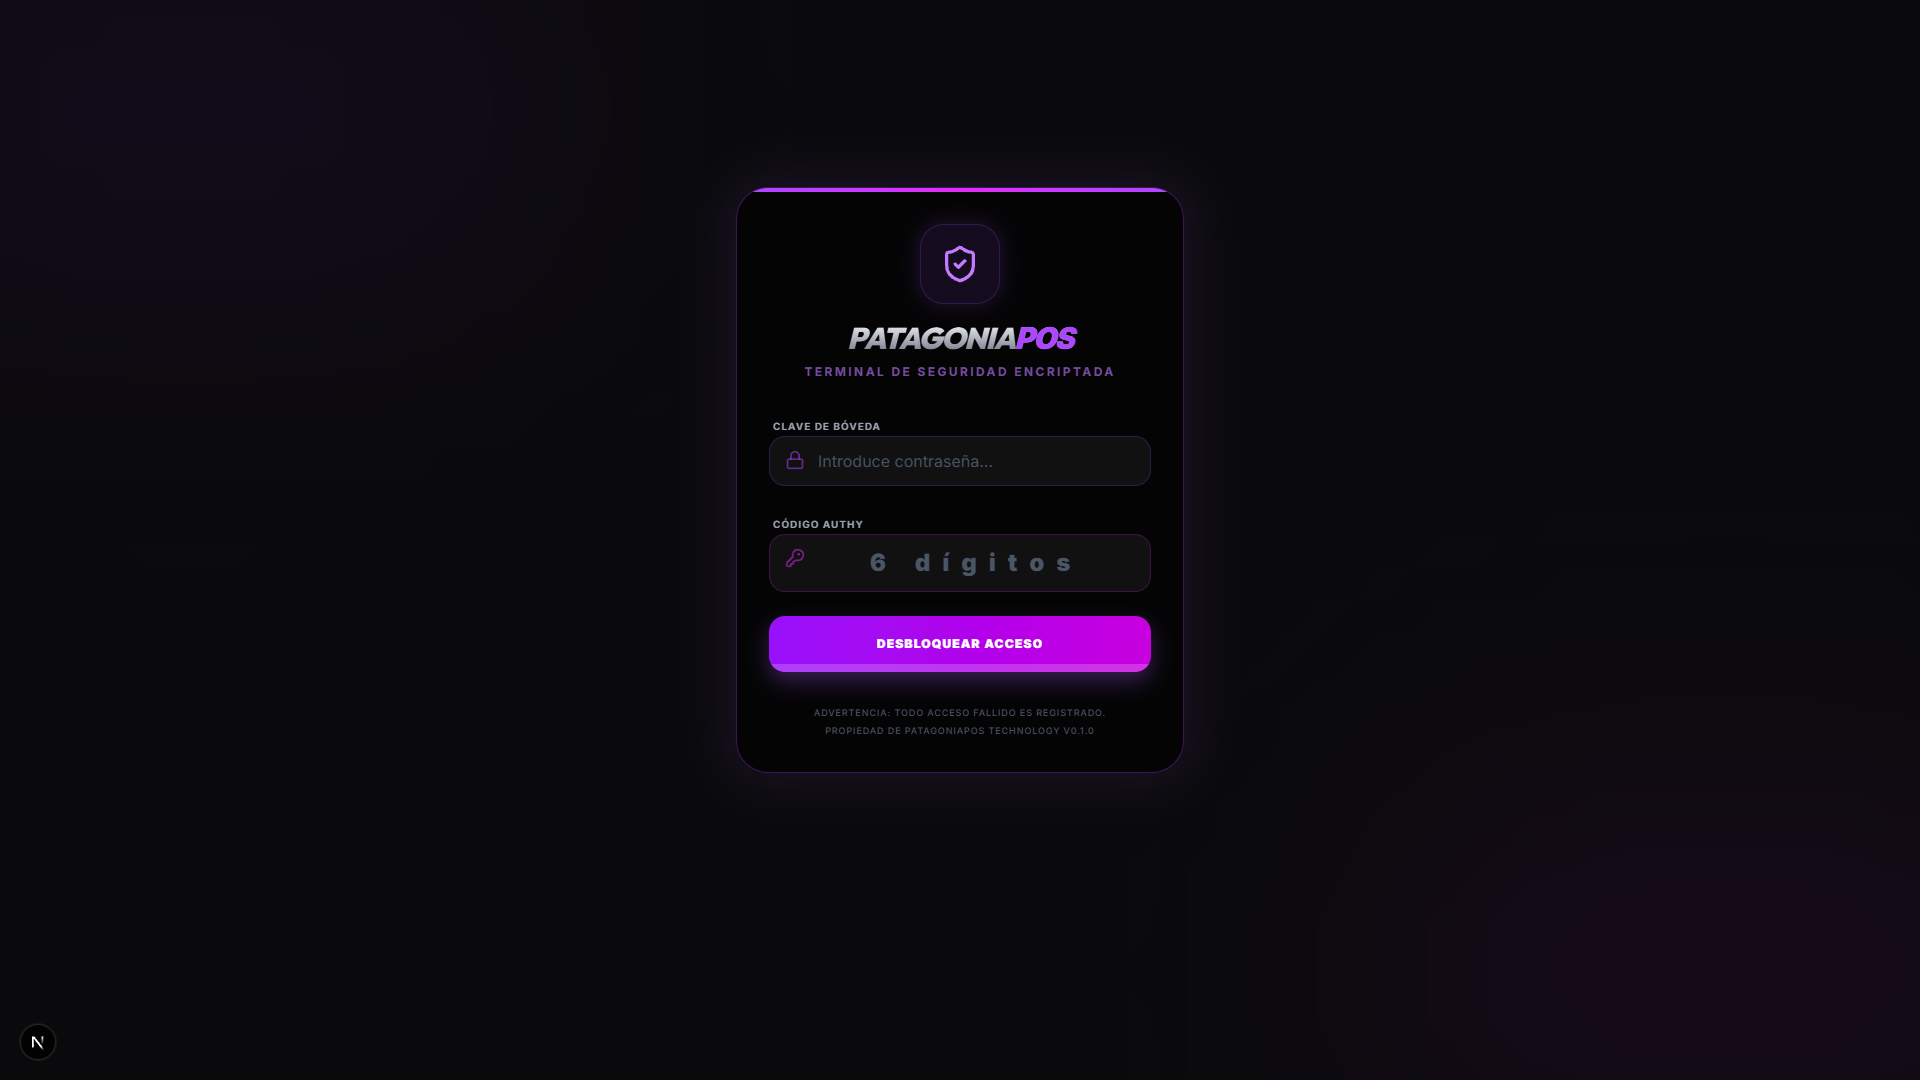 PATAGONIAPOS
TERMINAL DE SEGURIDAD ENCRIPTADA
CLAVE DE BÓVEDA
Introduce contraseña...
CÓDIGO AUTHY
6 dígitos
DESBLOQUEAR ACCESO
ADVERTENCIA: TODO ACCESO FALLIDO ES REGISTRADO.
PROPIEDAD DE PATAGONIAPOS TECHNOLOGY V0.1.0
N